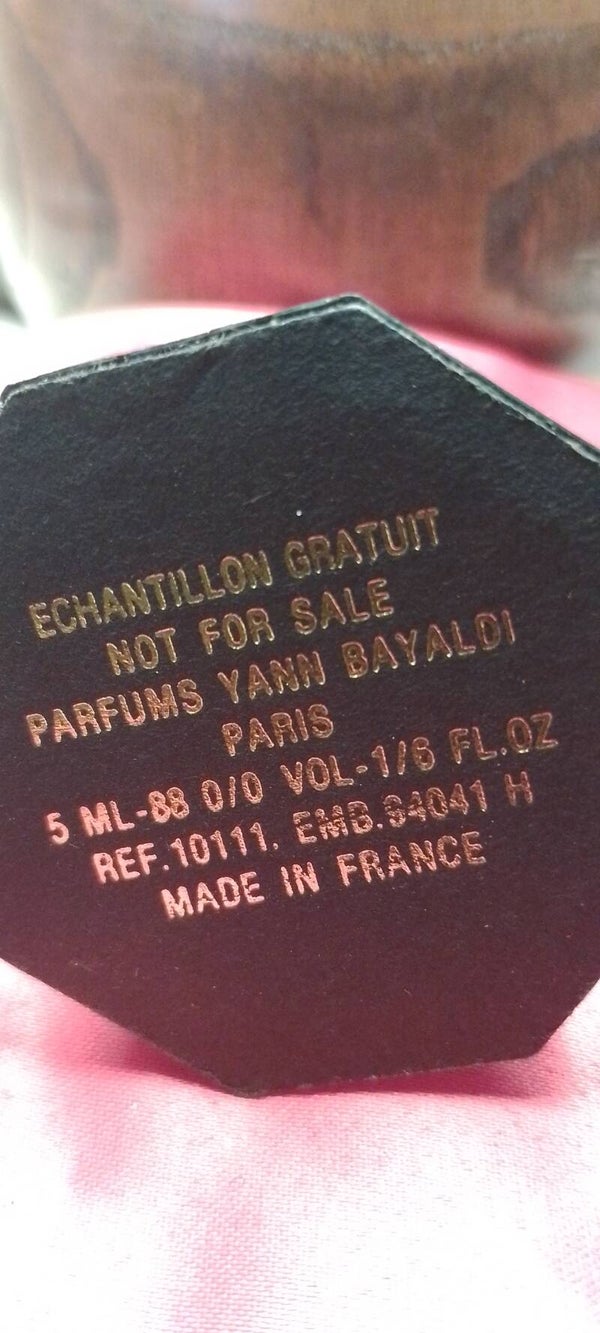 ECHANTILLON GRATUIT
NOT FOR SALE
PARFUMS YANN BAYALDI
PARIS
5 ML-88 0/0 VOL-1/6 FL.OZ
REF.10111. EMB.94041 H
MADE IN FRANCE